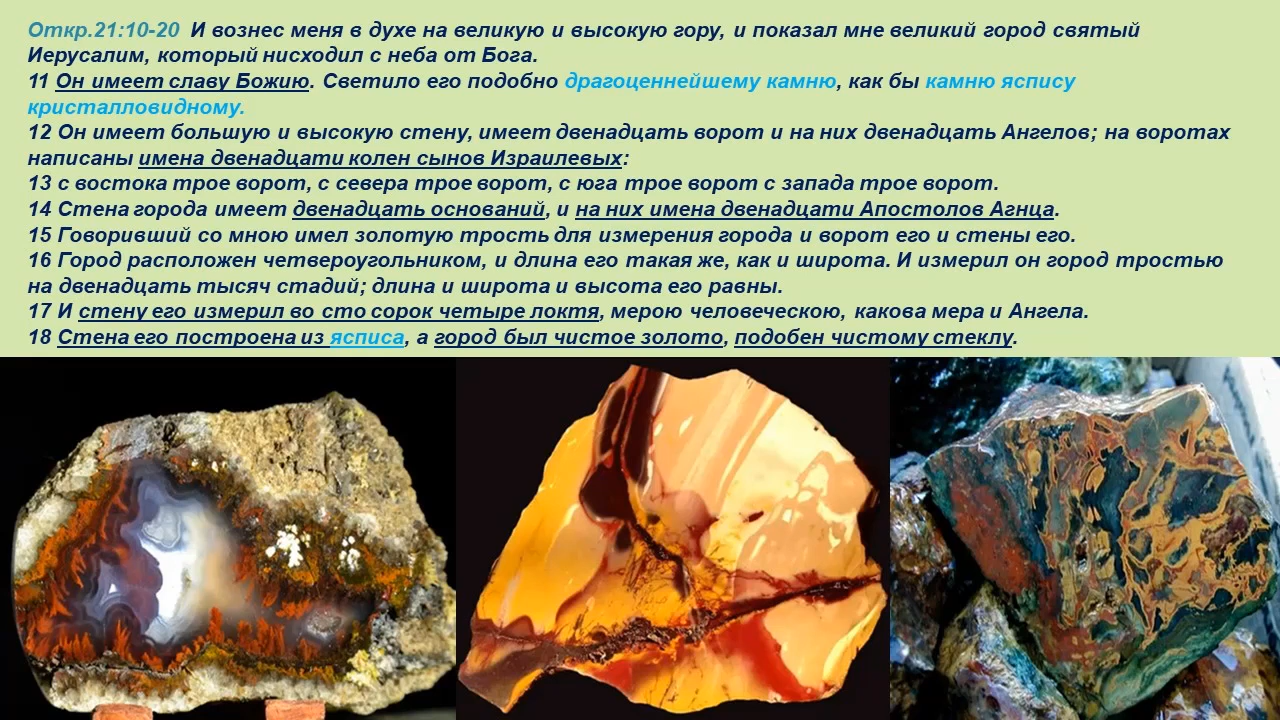 Откр.21:10-20 И вознес меня в духе на великую и высокую гору, и показал мне великий город святый
Иерусалим, который нисходил с неба от Бога.
11 Он имеет славу Божию. Светило его подобно драгоценнейшему камню, как бы камню яспису
кристалловидному.
12 Он имеет большую и высокую стену, имеет двенадцать ворот и на них двенадцать Ангелов; на воротах
написаны имена двенадцати колен сынов Израилевых:
13 с востока трое ворот, с севера трое ворот, с юга трое ворот с запада трое ворот.
14 Стена города имеет двенадцать оснований, и на них имена двенадцати Апостолов Агнца.
15 Говоривший со мною имел золотую трость для измерения города и ворот его и стены его.
16 Город расположен четвероугольником, и длина его такая же, как и широта. И измерил он город тростью
на двенадцать тысяч стадий; длина и широта и высота его равны.
17 И стену его измерил во сто сорок четыре локтя, мерою человеческою, какова мера и Ангела.
18 Стена его построена из ясписа, а город был чистое золото, подобен чистому стеклу.